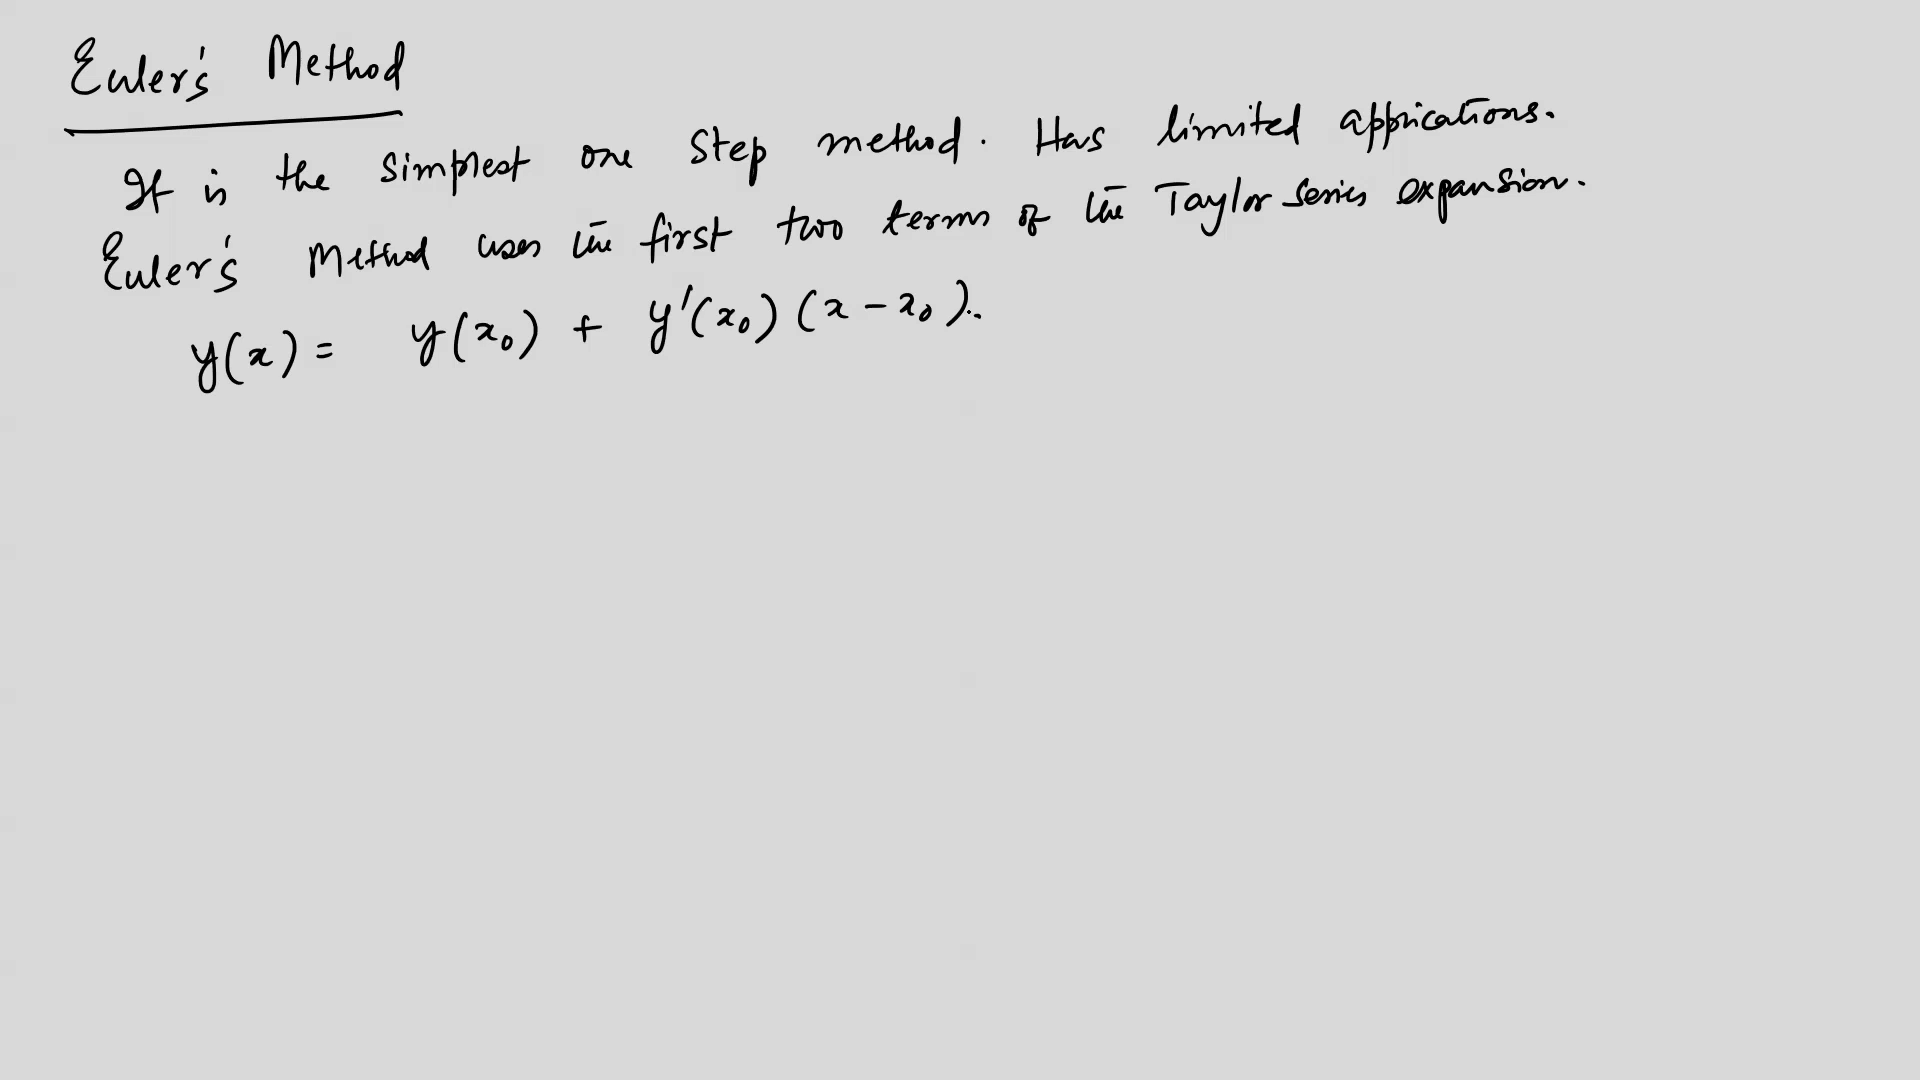 Euler's Method
It is the simplest one step method. Has limited applications.
Euler's Method uses the first two terms of the Taylor series expansion.
y(x) = y(x₀) + y'(x₀) (x - x₀).